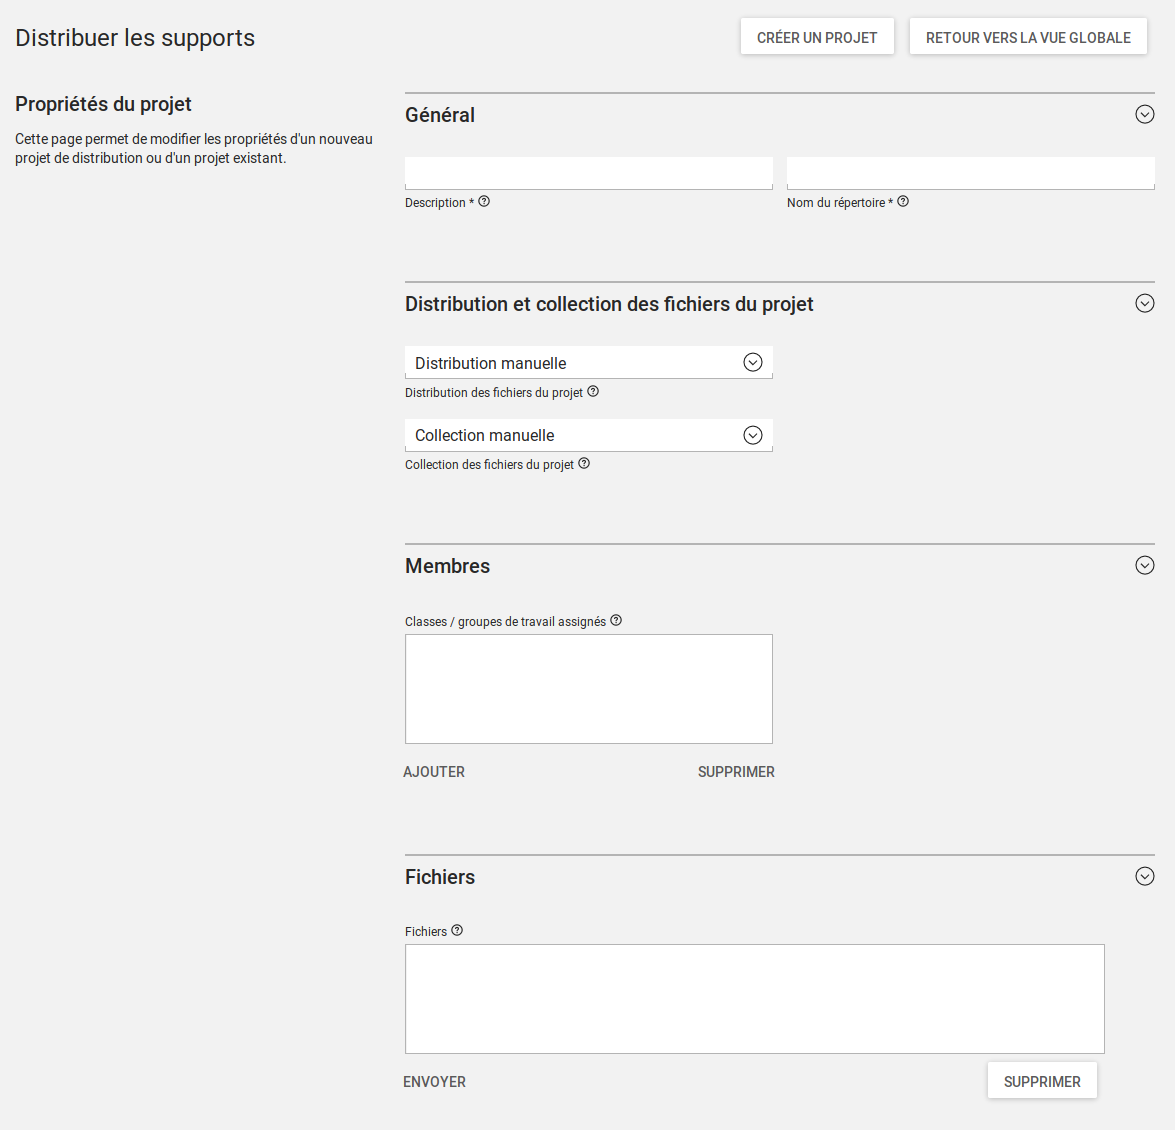 Distribuer les supports
CRÉER UN PROJET
RETOUR VERS LA VUE GLOBALE
Propriétés du projet
Cette page permet de modifier les propriétés d'un nouveau
projet de distribution ou d'un projet existant.
Général
Description *
Nom du répertoire *
Distribution et collection des fichiers du projet
Distribution manuelle
Distribution des fichiers du projet
Collection manuelle
Collection des fichiers du projet
Membres
Classes / groupes de travail assignés
AJOUTER
SUPPRIMER
Fichiers
Fichiers
ENVOYER
SUPPRIMER